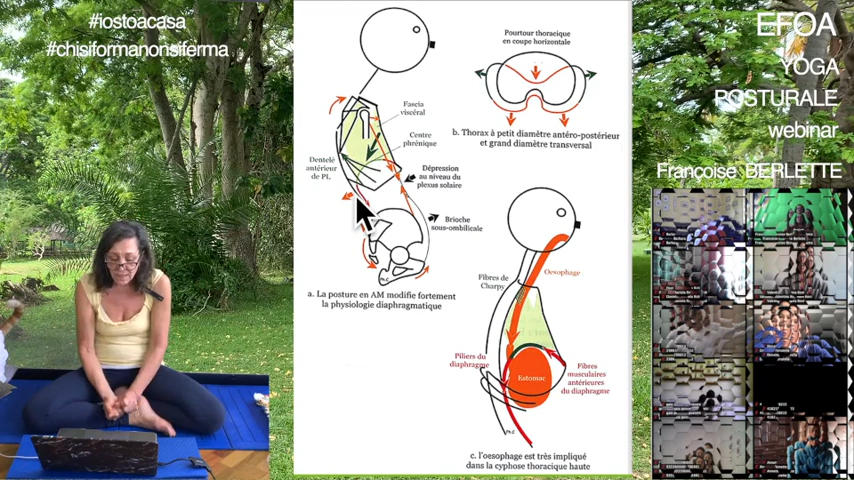 #iostoacasa
#chisiformanonsiferma
EFOA
YOGA
POSTURALE
webinar
Françoise BERLETTE
Fascia
viscéral
Centre
phrénique
Dentelé
antérieur
de PL
Dépression
au niveau du
plexus solaire
Brioche
sous-ombilicale
a. La posture en AM modifie fortement
la physiologie diaphragmatique
Pourtour thoracique
en coupe horizontale
b. Thorax à petit diamètre antéro-postérieur
et grand diamètre transversal
Fibres de
Charpy
Oesophage
Piliers du
diaphragme
Estomac
Fibres
musculaires
antérieures
du diaphragme
c. l'oesophage est très impliqué
dans la cyphose thoracique haute